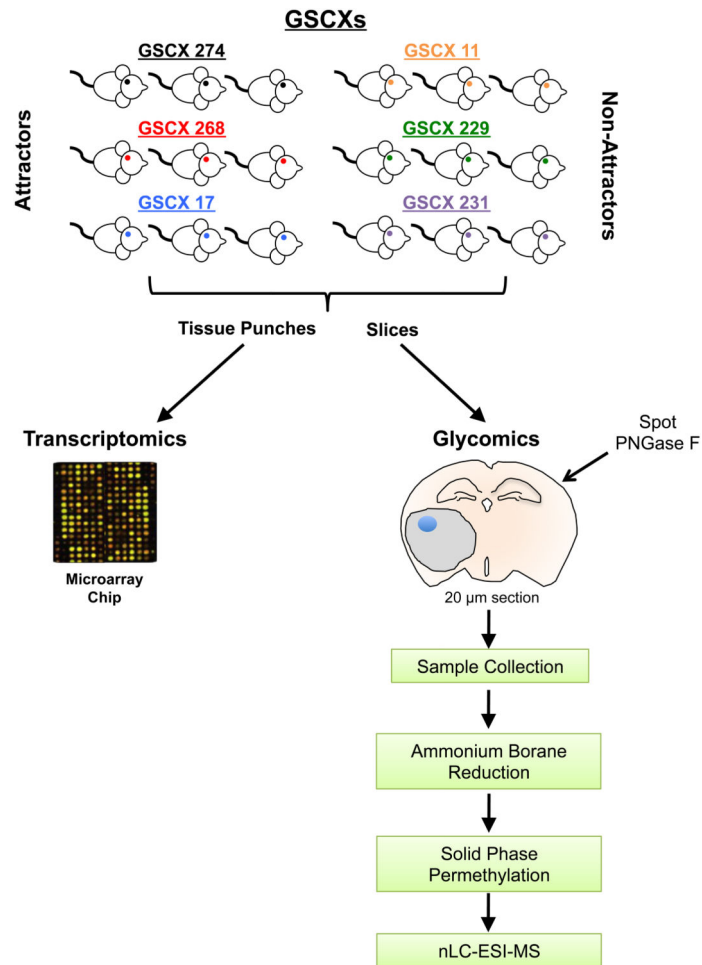 GSCXs
GSCX 274
GSCX 11
Attractors
Non-Attractors
GSCX 268
GSCX 229
GSCX 17
GSCX 231
Tissue Punches
Slices
Transcriptomics
Glycomics
Spot
PNGase F
Microarray
Chip
20 µm section
Sample Collection
Ammonium Borane
Reduction
Solid Phase
Permethylation
nLC-ESI-MS